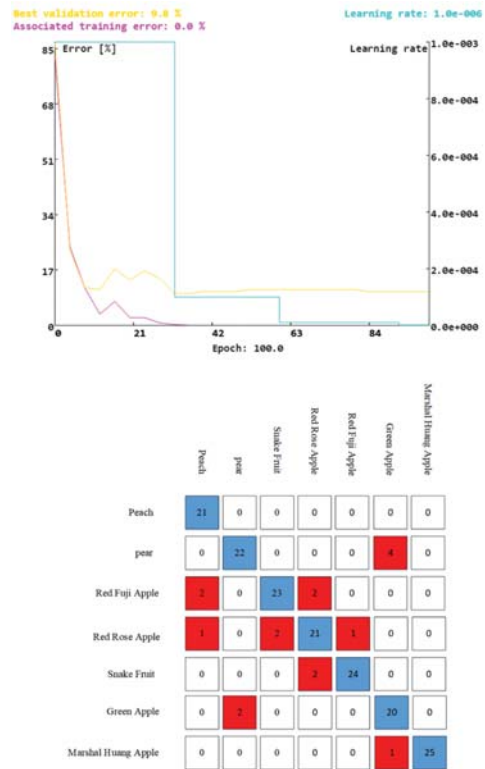 Best validation error: 9.8 %
Learning rate: 1.0e-006
Associated training error: 0.0 %
85 Error [%] Learning rate 1.0e-003
68 8.0e-004
51 6.0e-004
34 4.0e-004
17 2.0e-004
0 0.0e+000
0 21 42 63 84
Epoch: 100.0
Peach pear Snake Fruit Red Rose Apple Red Fuji Apple Green Apple Marshal Huang Apple
Peach 21 0 0 0 0 0 0
pear 0 22 0 0 0 4 0
Red Fuji Apple 2 0 23 2 0 0 0
Red Rose Apple 1 0 2 21 1 0 0
Snake Fruit 0 0 0 2 24 0 0
Green Apple 0 2 0 0 0 20 0
Marshal Huang Apple 0 0 0 0 0 1 25